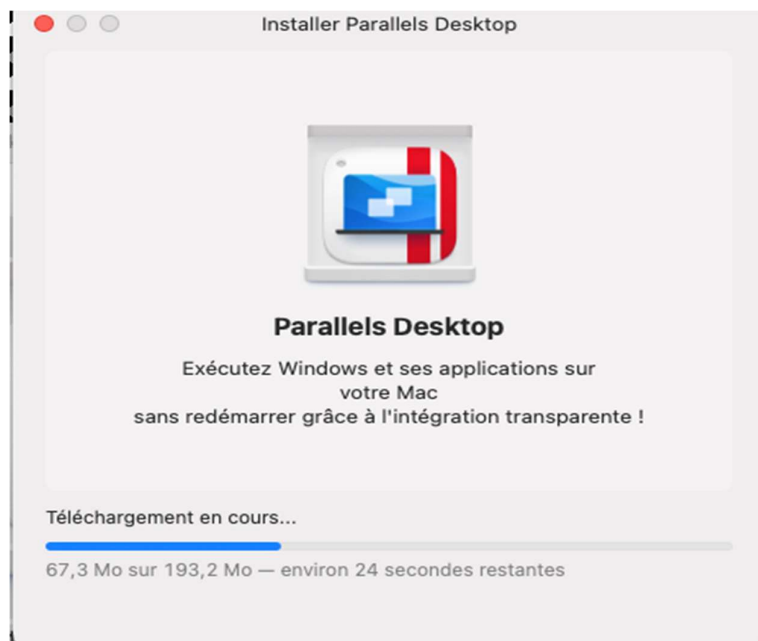 Installer Parallels Desktop
Parallels Desktop
Exécutez Windows et ses applications sur
votre Mac
sans redémarrer grâce à l'intégration transparente !
Téléchargement en cours...
67,3 Mo sur 193,2 Mo — environ 24 secondes restantes